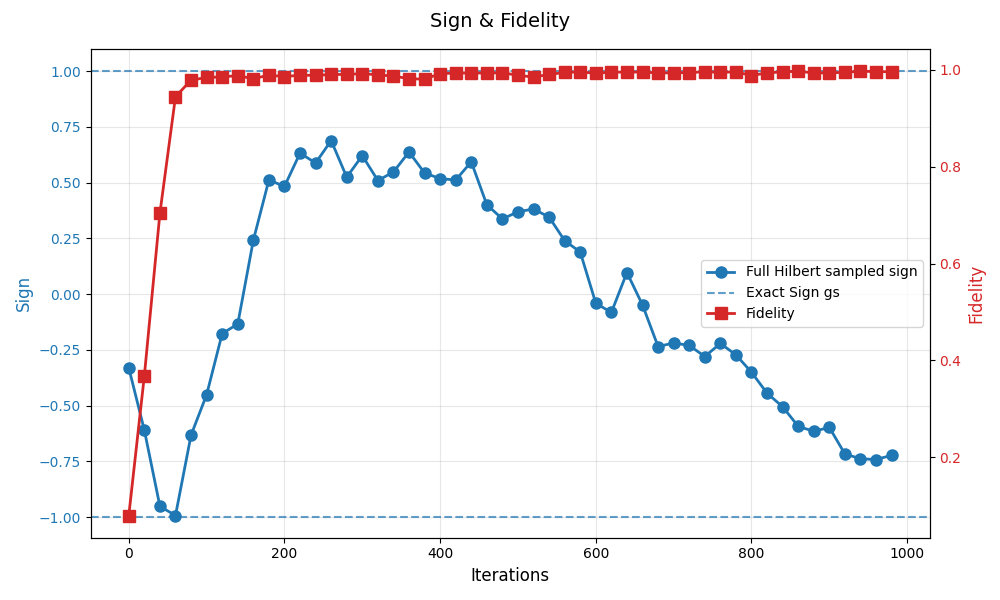 Sign & Fidelity
1.00
0.75
0.50
0.25
0.00
−0.25
−0.50
−0.75
−1.00
Sign
1.0
0.8
0.6
0.4
0.2
Fidelity
Full Hilbert sampled sign
Exact Sign gs
Fidelity
0
200
400
600
800
1000
Iterations